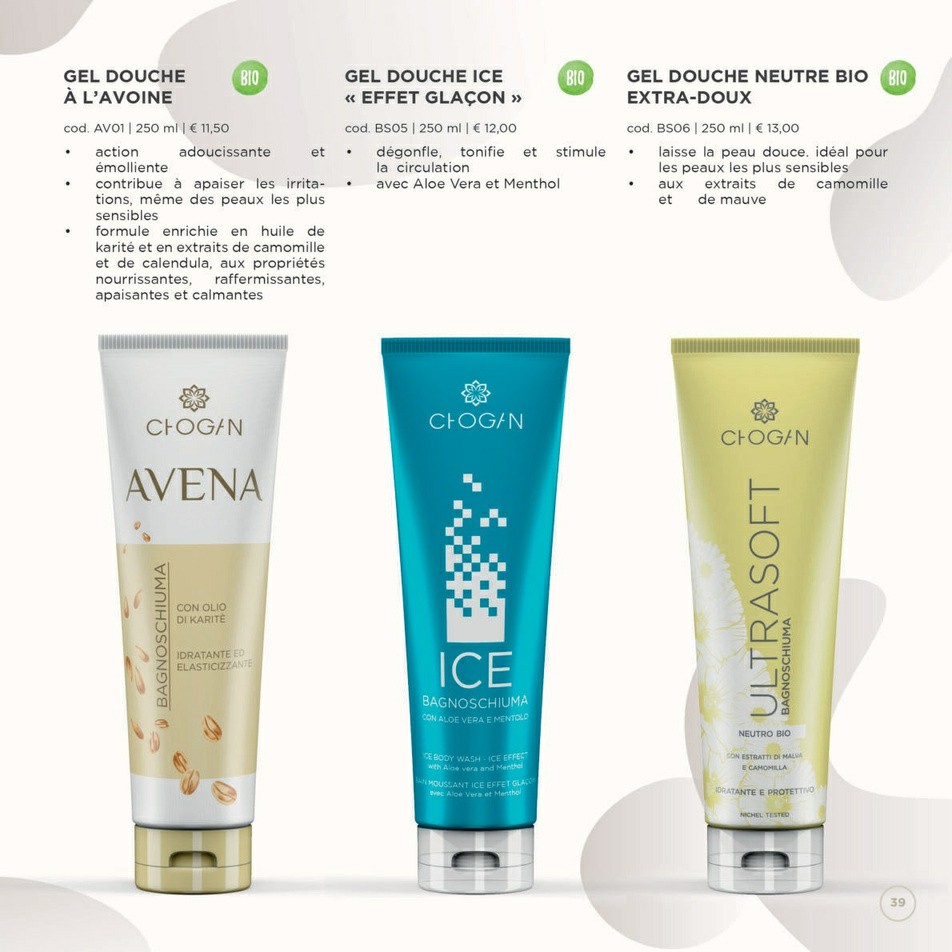 GEL DOUCHE
À L'AVOINE
BIO
cod. AV01 | 250 ml | € 11,50
• action adoucissante et
émolliente
• contribue à apaiser les irrita-
tions, même des peaux les plus
sensibles
• formule enrichie en huile de
karité et en extraits de camomille
et de calendula, aux propriétés
nourrissantes, raffermissantes,
apaisantes et calmantes
GEL DOUCHE ICE
« EFFET GLAÇON »
BIO
cod. BS05 | 250 ml | € 12,00
• dégonfle, tonifie et stimule
la circulation
• avec Aloe Vera et Menthol
GEL DOUCHE NEUTRE BIO
EXTRA-DOUX
BIO
cod. BS06 | 250 ml | € 13,00
• laisse la peau douce. idéal pour
les peaux les plus sensibles
• aux extraits de camomille
et de mauve
CHOGAN
AVENA
BAGNOSCHIUMA
CON OLIO
DI KARITÈ
IDRATANTE ED
ELASTICIZZANTE
CHOGAN
ICE
BAGNOSCHIUMA
CON ALOE VERA E MENTOLO
ICE BODY WASH - ICE EFFECT
with Aloe vera and Menthol
BAIN MOUSSANT ICE EFFET GLAÇON
avec Aloe Vera et Menthol
CHOGAN
ULTRASOFT
BAGNOSCHIUMA
NEUTRO BIO
CON ESTRATTI DI MALVA
E CAMOMILLA
IDRATANTE E PROTETTIVO
NICHEL TESTED
39